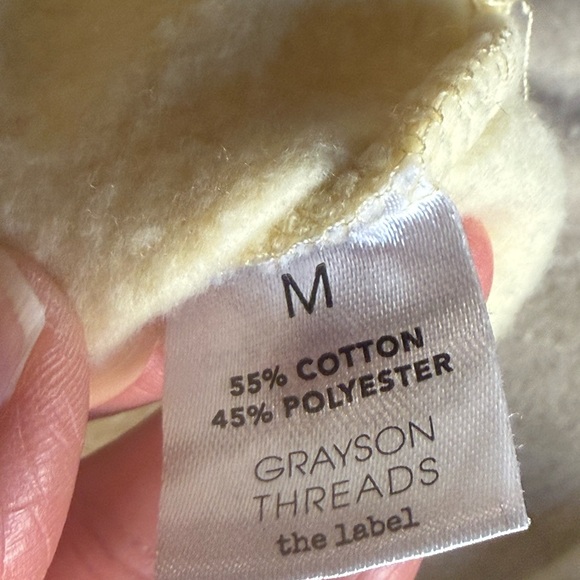 M
55% COTTON
45% POLYESTER
GRAYSON
THREADS
the label